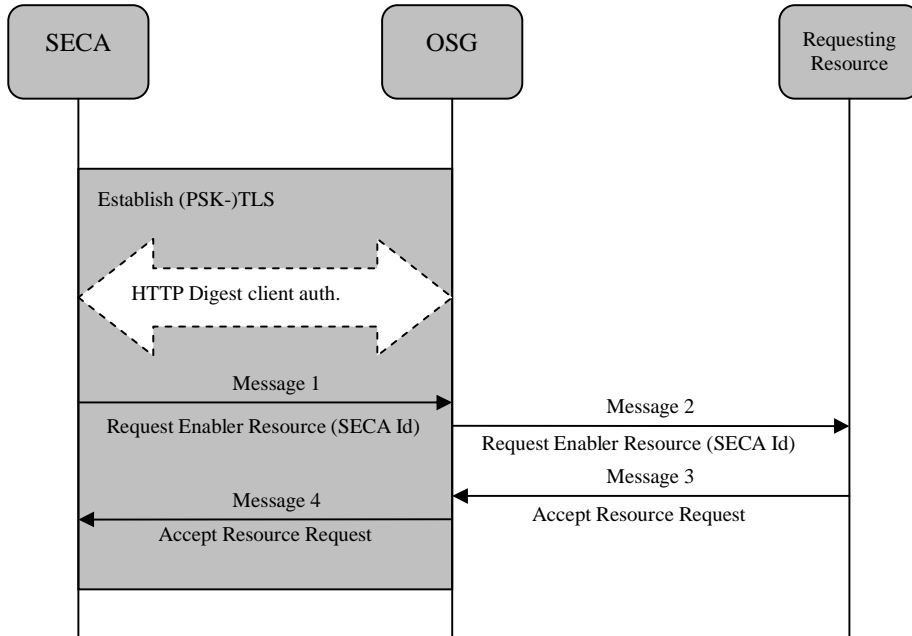 SECA
OSG
Requesting
Resource
Establish (PSK-)TLS
HTTP Digest client auth.
Message 1
Request Enabler Resource (SECA Id)
Message 2
Request Enabler Resource (SECA Id)
Message 3
Accept Resource Request
Message 4
Accept Resource Request